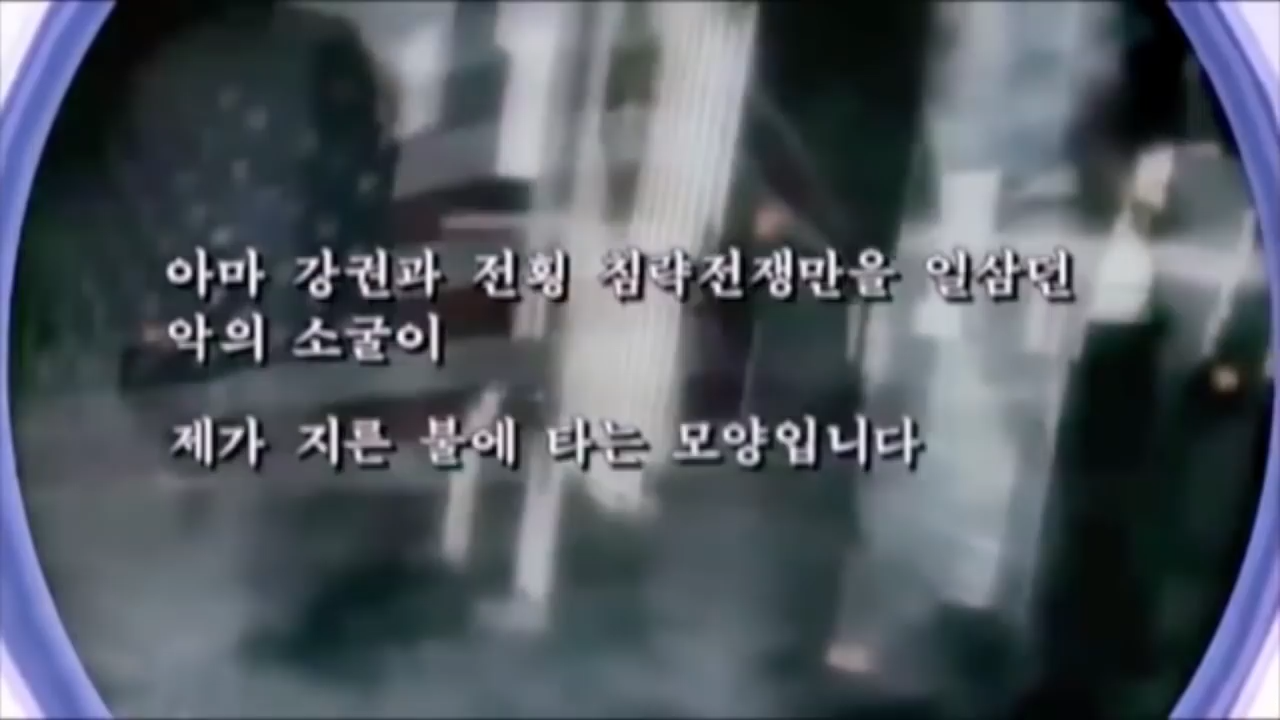 아마 강권과 전횡 침략전쟁만을 일삼던
악의 소굴이
제가 지른 불에 타는 모양입니다